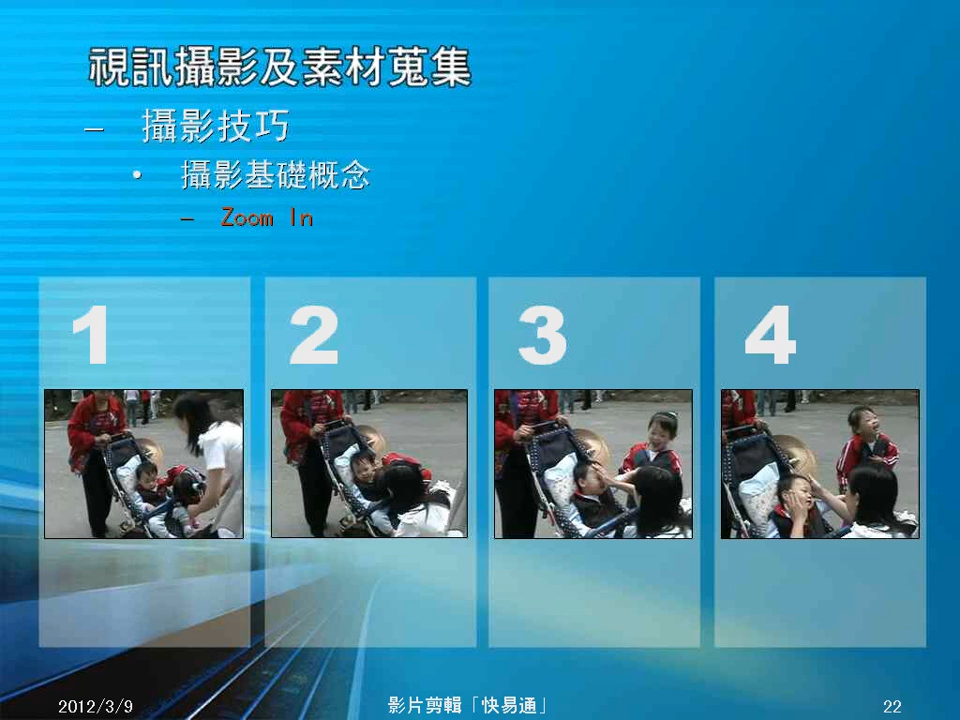 視訊攝影及素材蒐集
– 攝影技巧
• 攝影基礎概念
– Zoom In
1 2 3 4
2012/3/9 影片剪輯「快易通」 22